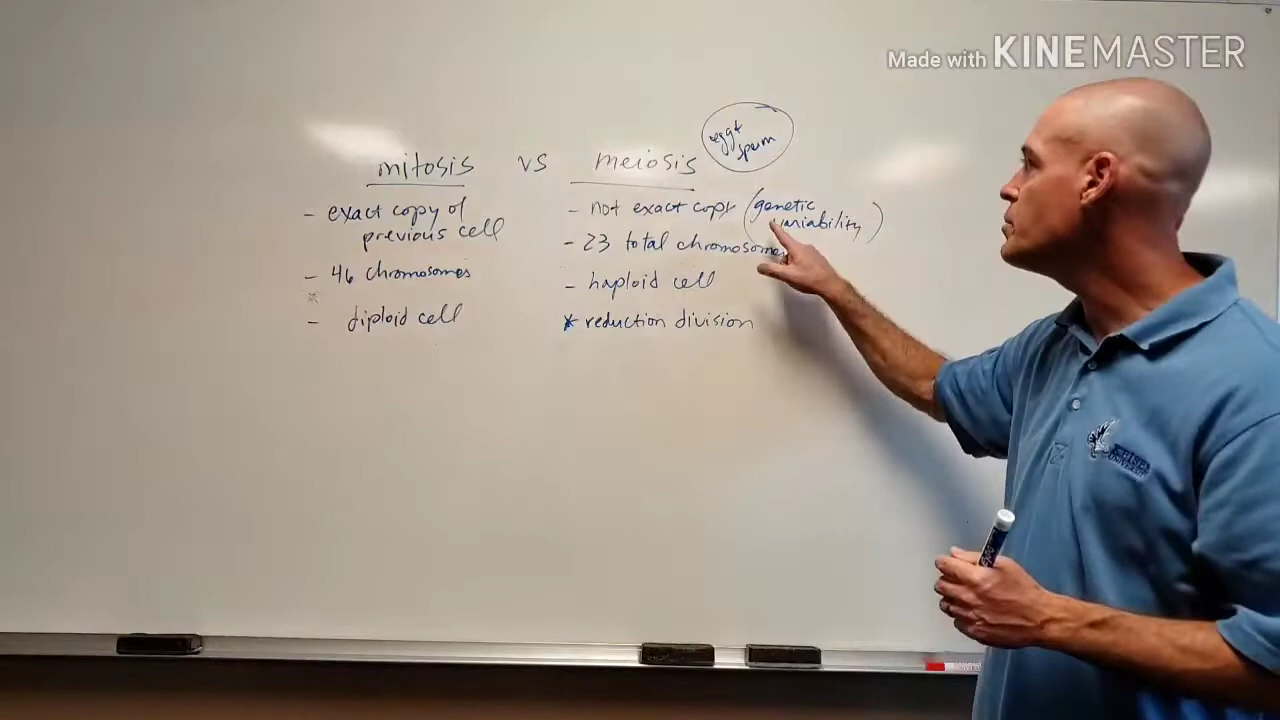 Made with KINEMASTER
egg+
sperm
mitosis vs meiosis
- exact copy of
previous cell
- 46 chromosomes
- diploid cell
- not exact copy (genetic
variability)
- 23 total chromosomes
- haploid cell
* reduction division